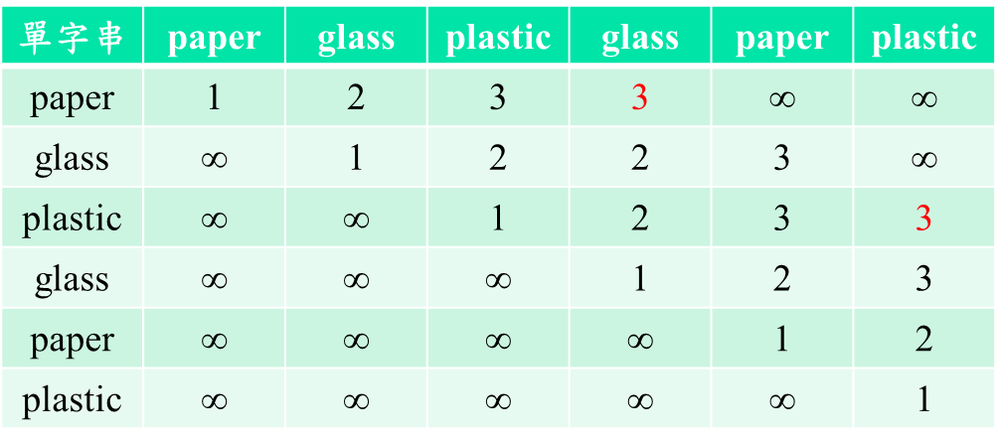 單字串 paper glass plastic glass paper plastic
paper 1 2 3 3 ∞ ∞
glass ∞ 1 2 2 3 ∞
plastic ∞ ∞ 1 2 3 3
glass ∞ ∞ ∞ 1 2 3
paper ∞ ∞ ∞ ∞ 1 2
plastic ∞ ∞ ∞ ∞ ∞ 1